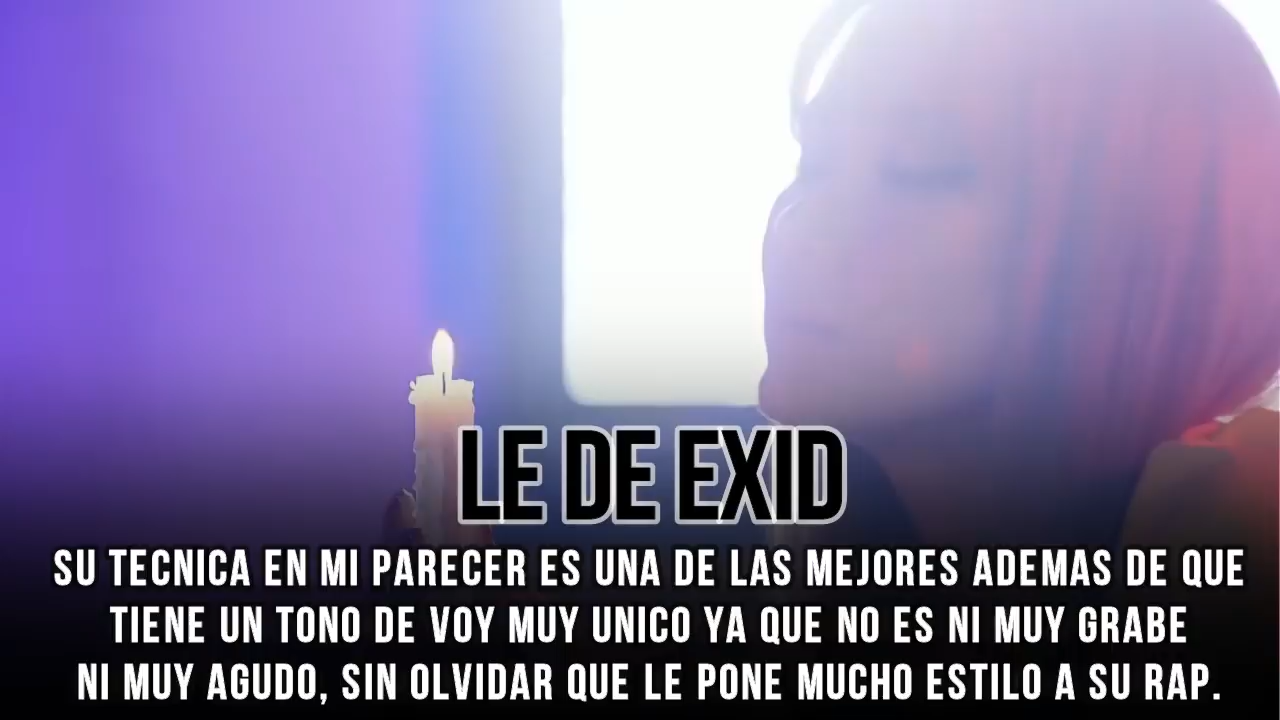 LE DE EXID
SU TECNICA EN MI PARECER ES UNA DE LAS MEJORES ADEMAS DE QUE
TIENE UN TONO DE VOY MUY UNICO YA QUE NO ES NI MUY GRABE
NI MUY AGUDO, SIN OLVIDAR QUE LE PONE MUCHO ESTILO A SU RAP.